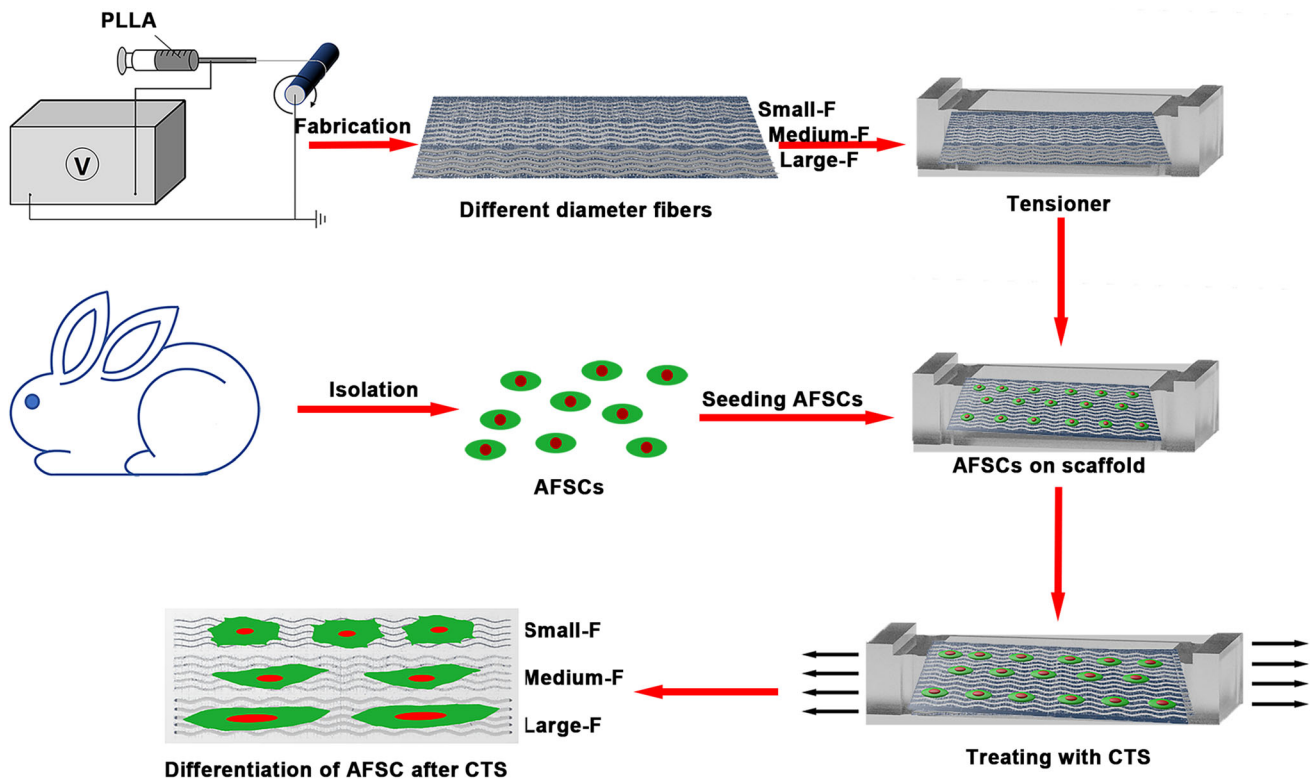 PLLA
V
Fabrication
Small-F
Medium-F
Large-F
Different diameter fibers
Tensioner
Isolation
Seeding AFSCs
AFSCs
AFSCs on scaffold
Small-F
Medium-F
Large-F
Differentiation of AFSC after CTS
Treating with CTS